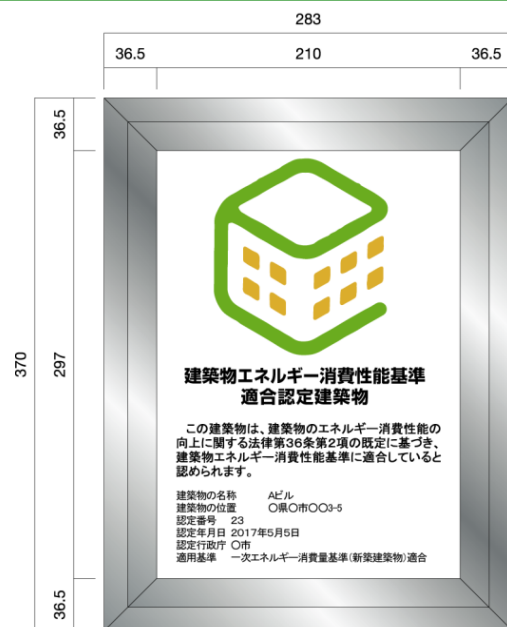 283
36.5
210
36.5
36.5
370
297
36.5
建築物エネルギー消費性能基準
適合認定建築物
この建築物は、建築物のエネルギー消費性能の
向上に関する法律第36条第2項の既定に基づき、
建築物エネルギー消費性能基準に適合していると
認められます。
建築物の名称 Aビル
建築物の位置 〇県〇市〇〇3-5
認定番号 23
認定年月日 2017年5月5日
認定行政庁 〇市
適用基準 一次エネルギー消費量基準(新築建築物)適合